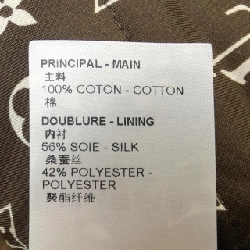 PRINCIPAL - MAIN
主料
100% COTON - COTTON
棉
DOUBLURE - LINING
内衬
56% SOIE - SILK
桑蚕丝
42% POLYESTER -
POLYESTER
聚酯纤维